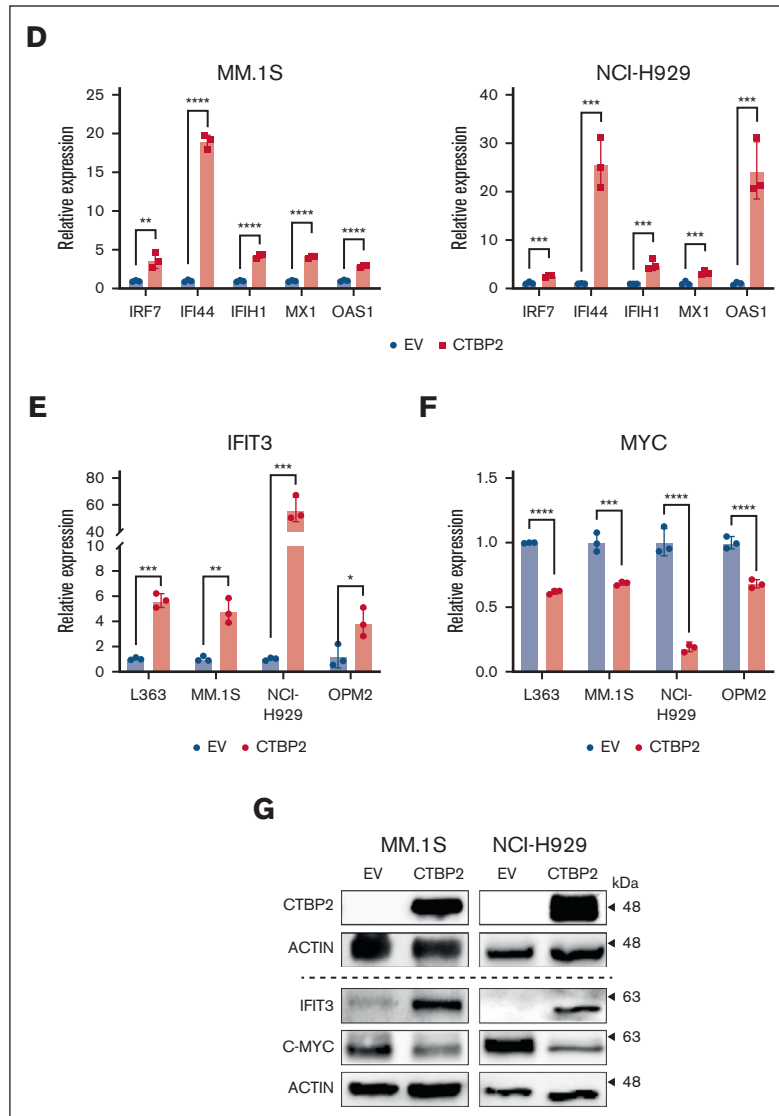 D
MM.1S
NCI-H929
Relative expression
25
20
15
10
5
0
**
****
****
****
****
IRF7 IFI44 IFIH1 MX1 OAS1
Relative expression
40
30
20
10
0
***
***
***
***
***
IRF7 IFI44 IFIH1 MX1 OAS1
EV CTBP2
E
IFIT3
Relative expression
80
60
40
10
8
6
4
2
0
***
**
***
*
L363 MM.1S NCI-H929 OPM2
EV CTBP2
F
MYC
Relative expression
1.5
1.0
0.5
0.0
****
***
****
****
L363 MM.1S NCI-H929 OPM2
EV CTBP2
G
MM.1S NCI-H929
EV CTBP2 EV CTBP2 kDa
CTBP2 48
ACTIN 48
IFIT3 63
C-MYC 63
ACTIN 48